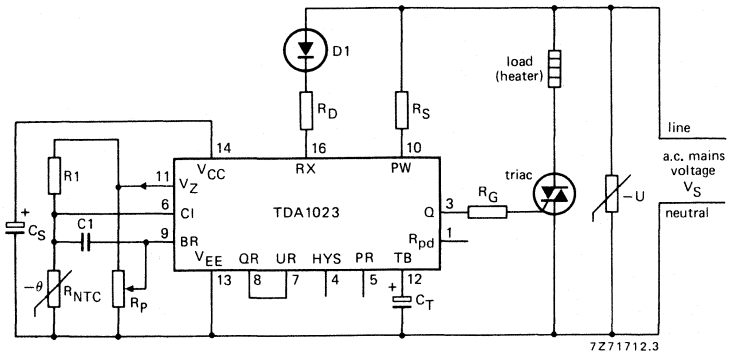 D1
load
(heater)
R_D
R_S
line
a.c. mains
voltage
V_S
neutral
14
16
10
V_CC
RX
PW
triac
R1
11
V_Z
6
CI
TDA1023
Q
3
R_G
-U
+
C_S
C1
9
BR
R_pd
1
V_EE
QR
UR
HYS
PR
TB
13
8
7
4
5
12
-θ
R_NTC
R_P
+
C_T
7Z71712.3